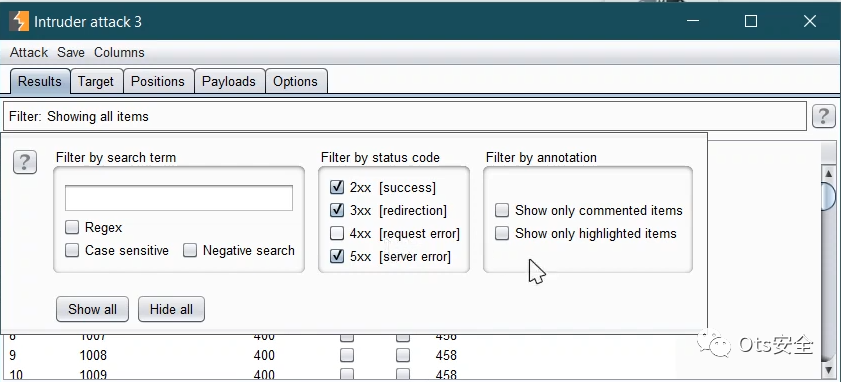 Intruder attack 3
Attack Save Columns
Results Target Positions Payloads Options
Filter: Showing all items ?
? Filter by search term Filter by status code Filter by annotation
2xx [success]
Regex 3xx [redirection] Show only commented items
4xx [request error] Show only highlighted items
Case sensitive Negative search 5xx [server error]
Show all Hide all
8 1007 400 458
9 1008 400 458
10 1009 400 458
Ots安全